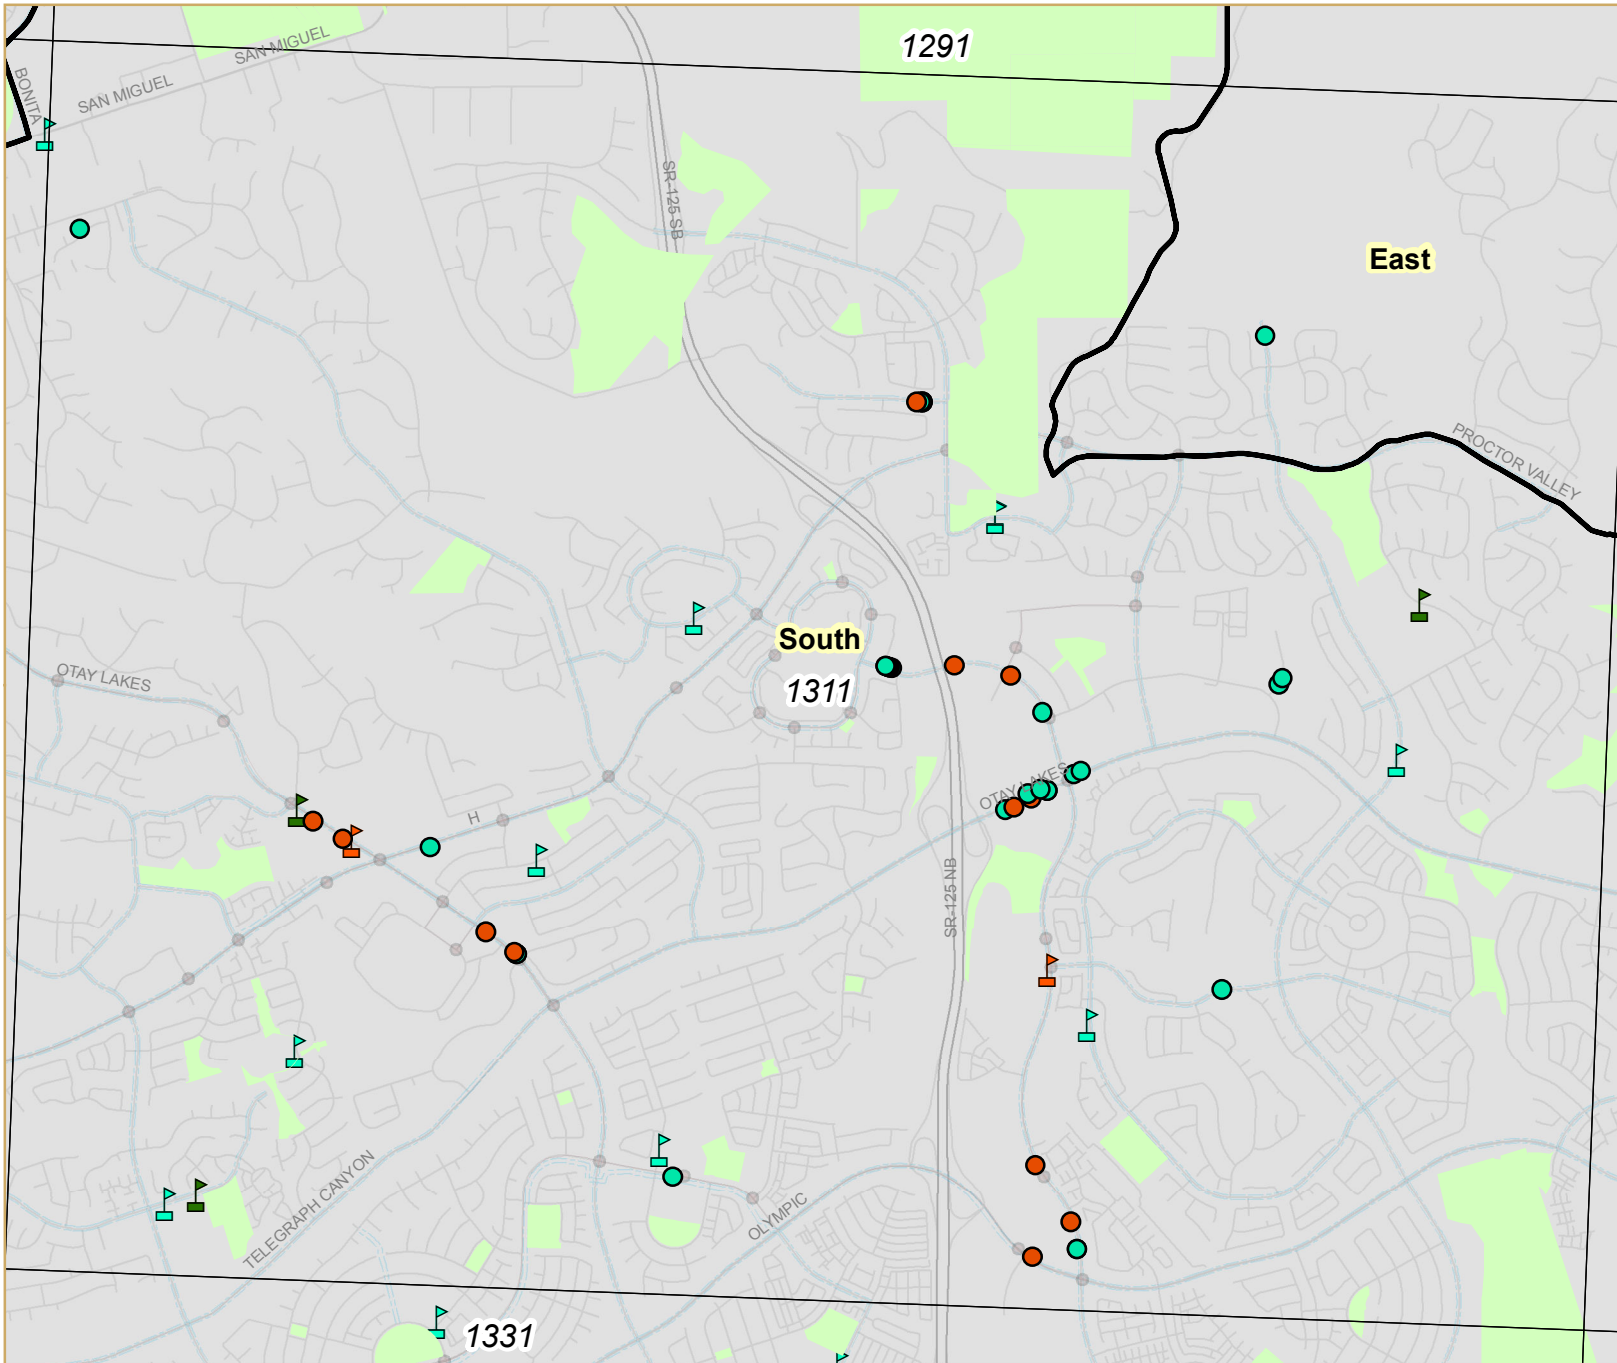 SAN MIGUEL
1291
SAN MIGUEL
BONITA
SR-125 SB
East
PROCTOR VALLEY
South
OTAY LAKES
1311
OTAY LAKES
H
SR-125 NB
TELEGRAPH CANYON
OLYMPIC
1331